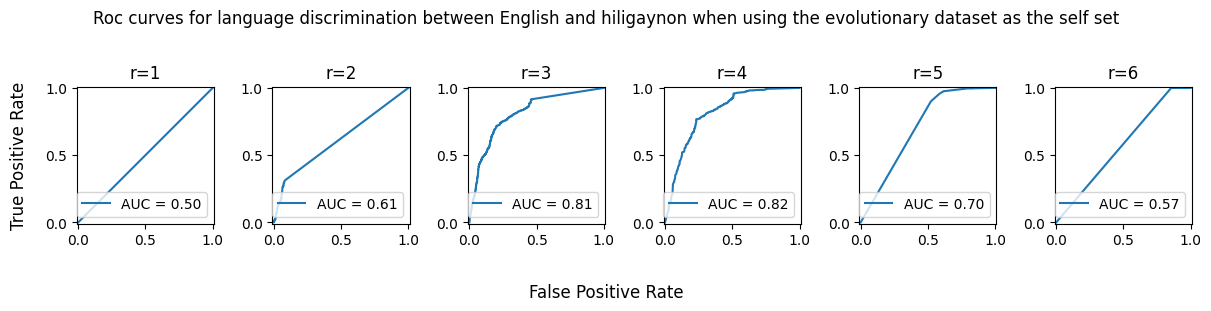 Roc curves for language discrimination between English and hiligaynon when using the evolutionary dataset as the self set
r=1
r=2
r=3
r=4
r=5
r=6
True Positive Rate
1.0
0.5
0.0
AUC = 0.50
0.0 0.5 1.0
1.0
0.5
0.0
AUC = 0.61
0.0 0.5 1.0
1.0
0.5
0.0
AUC = 0.81
0.0 0.5 1.0
1.0
0.5
0.0
AUC = 0.82
0.0 0.5 1.0
1.0
0.5
0.0
AUC = 0.70
0.0 0.5 1.0
1.0
0.5
0.0
AUC = 0.57
0.0 0.5 1.0
False Positive Rate